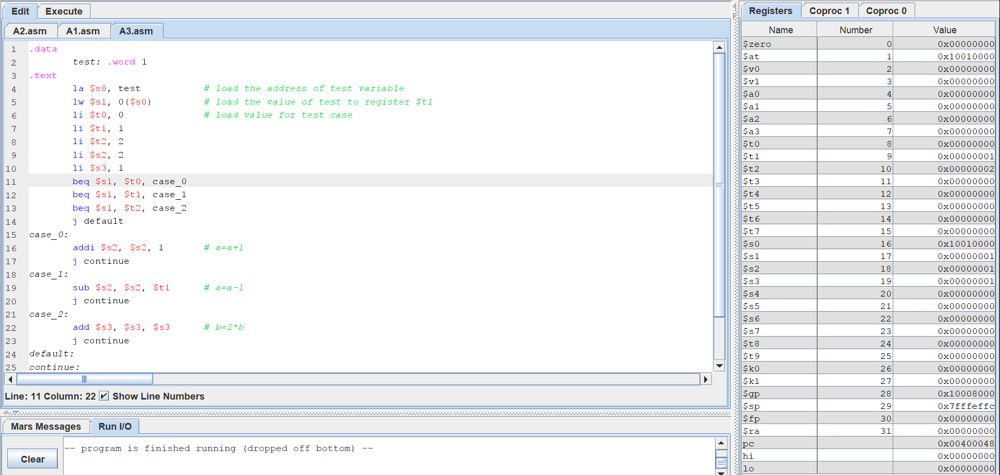 Edit Execute
A2.asm A1.asm A3.asm
1 .data
2 test: .word 1
3 .text
4 la $s0, test # load the address of test variable
5 lw $s1, 0($s0) # load the value of test to register $t1
6 li $t0, 0 # load value for test case
7 li $t1, 1
8 li $t2, 2
9 li $s2, 2
10 li $s3, 1
11 beq $s1, $t0, case_0
12 beq $s1, $t1, case_1
13 beq $s1, $t2, case_2
14 j default
15 case_0:
16 addi $s2, $s2, 1 # a=a+1
17 j continue
18 case_1:
19 sub $s2, $s2, $t1 # a=a-1
20 j continue
21 case_2:
22 add $s3, $s3, $s3 # b=2*b
23 j continue
24 default:
25 continue:
Line: 11 Column: 22 Show Line Numbers
Mars Messages Run I/O
-- program is finished running (dropped off bottom) --
Clear
Registers Coproc 1 Coproc 0
Name Number Value
$zero 0 0x00000000
$at 1 0x10010000
$v0 2 0x00000000
$v1 3 0x00000000
$a0 4 0x00000000
$a1 5 0x00000000
$a2 6 0x00000000
$a3 7 0x00000000
$t0 8 0x00000000
$t1 9 0x00000001
$t2 10 0x00000002
$t3 11 0x00000000
$t4 12 0x00000000
$t5 13 0x00000000
$t6 14 0x00000000
$t7 15 0x00000000
$s0 16 0x10010000
$s1 17 0x00000001
$s2 18 0x00000001
$s3 19 0x00000001
$s4 20 0x00000000
$s5 21 0x00000000
$s6 22 0x00000000
$s7 23 0x00000000
$t8 24 0x00000000
$t9 25 0x00000000
$k0 26 0x00000000
$k1 27 0x00000000
$gp 28 0x10008000
$sp 29 0x7fffeffc
$fp 30 0x00000000
$ra 31 0x00000000
pc 0x00400048
hi 0x00000000
lo 0x00000000